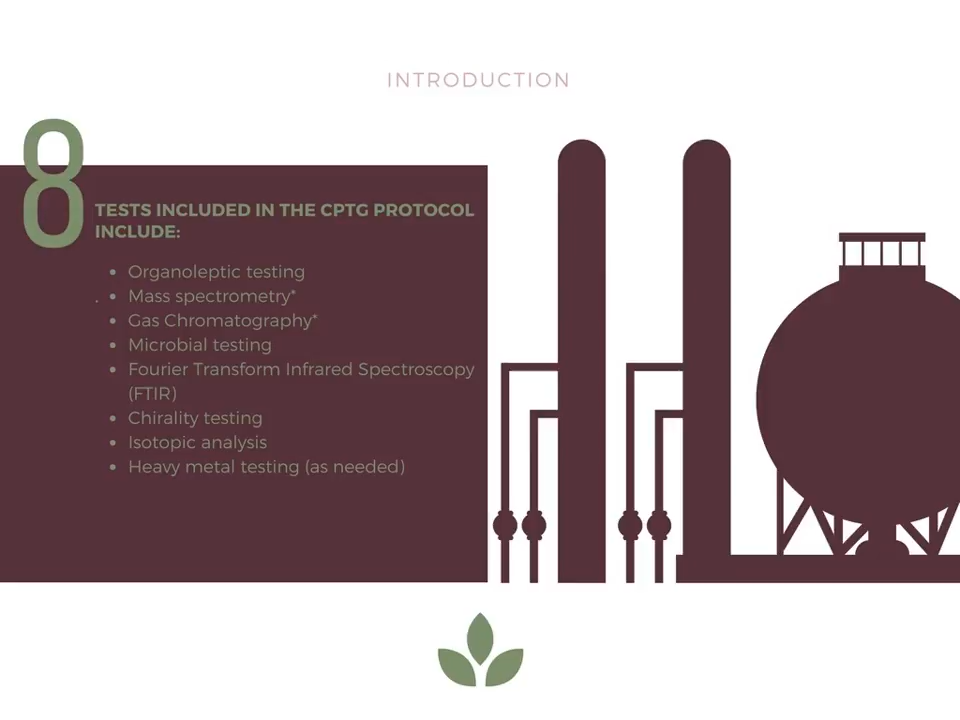 INTRODUCTION
8
TESTS INCLUDED IN THE CPTG PROTOCOL
INCLUDE:
• Organoleptic testing
. • Mass spectrometry*
• Gas Chromatography*
• Microbial testing
• Fourier Transform Infrared Spectroscopy
(FTIR)
• Chirality testing
• Isotopic analysis
• Heavy metal testing (as needed)